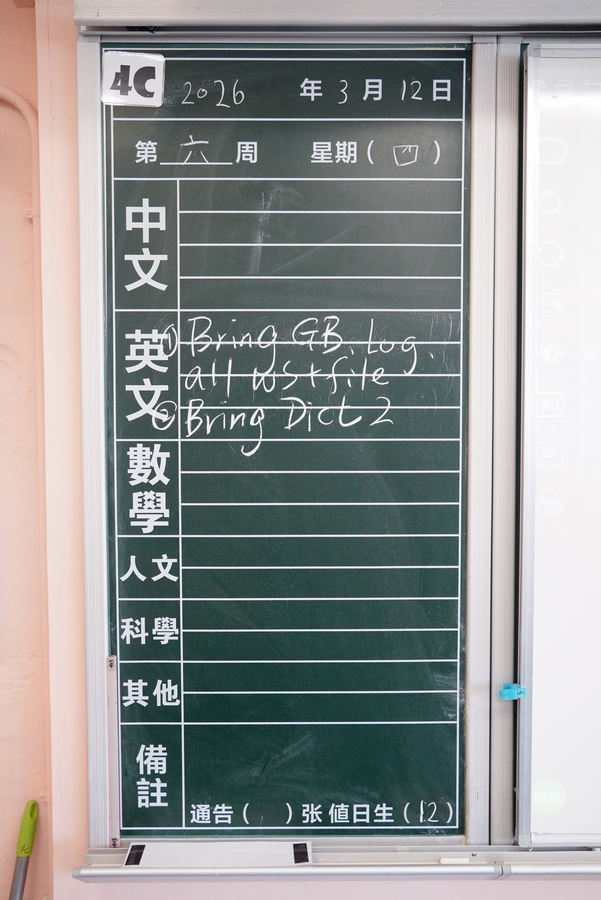 4C
2026 年 3 月 12 日
第 六 周 星期 ( 四 )
中文
英文
① Bring GB, Log,
all ws + file
② Bring Dict 2
數學
人文
科學
其他
備註
通告 ( ) 张 值日生 ( 12 )